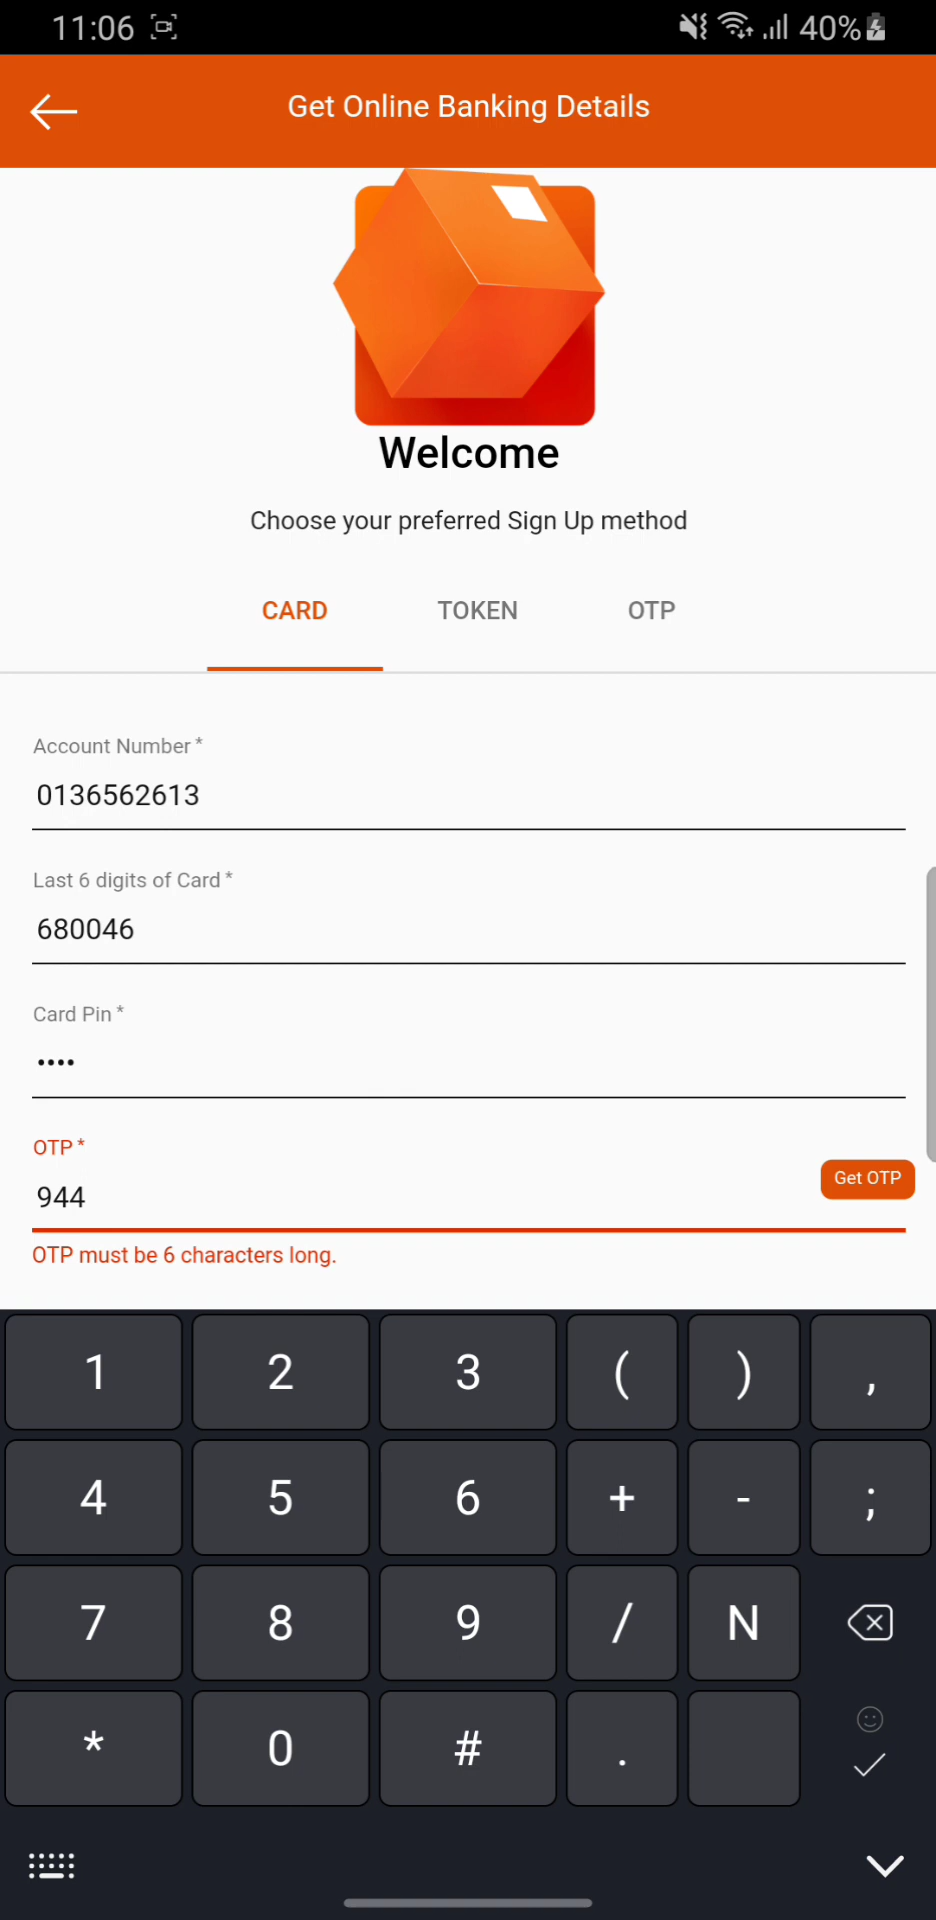 11:06 40%
Get Online Banking Details
Welcome
Choose your preferred Sign Up method
CARD TOKEN OTP
Account Number *
0136562613
Last 6 digits of Card *
680046
Card Pin *
••••
OTP *
944
Get OTP
OTP must be 6 characters long.
1 2 3 ( ) ,
4 5 6 + - ;
7 8 9 / N
* 0 # .